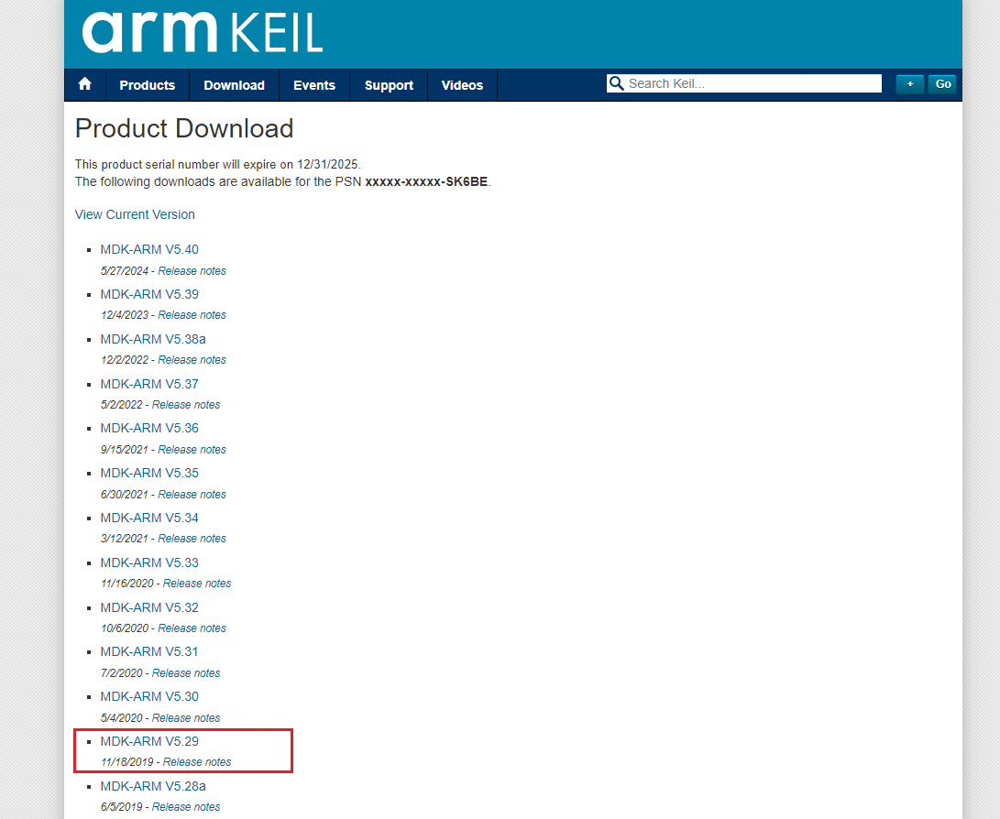 arm KEIL
Products Download Events Support Videos Search Keil... + Go
Product Download
This product serial number will expire on 12/31/2025.
The following downloads are available for the PSN xxxxx-xxxxx-SK6BE.
View Current Version
MDK-ARM V5.40
5/27/2024 - Release notes
MDK-ARM V5.39
12/4/2023 - Release notes
MDK-ARM V5.38a
12/2/2022 - Release notes
MDK-ARM V5.37
5/2/2022 - Release notes
MDK-ARM V5.36
9/15/2021 - Release notes
MDK-ARM V5.35
6/30/2021 - Release notes
MDK-ARM V5.34
3/12/2021 - Release notes
MDK-ARM V5.33
11/16/2020 - Release notes
MDK-ARM V5.32
10/6/2020 - Release notes
MDK-ARM V5.31
7/2/2020 - Release notes
MDK-ARM V5.30
5/4/2020 - Release notes
MDK-ARM V5.29
11/18/2019 - Release notes
MDK-ARM V5.28a
6/5/2019 - Release notes